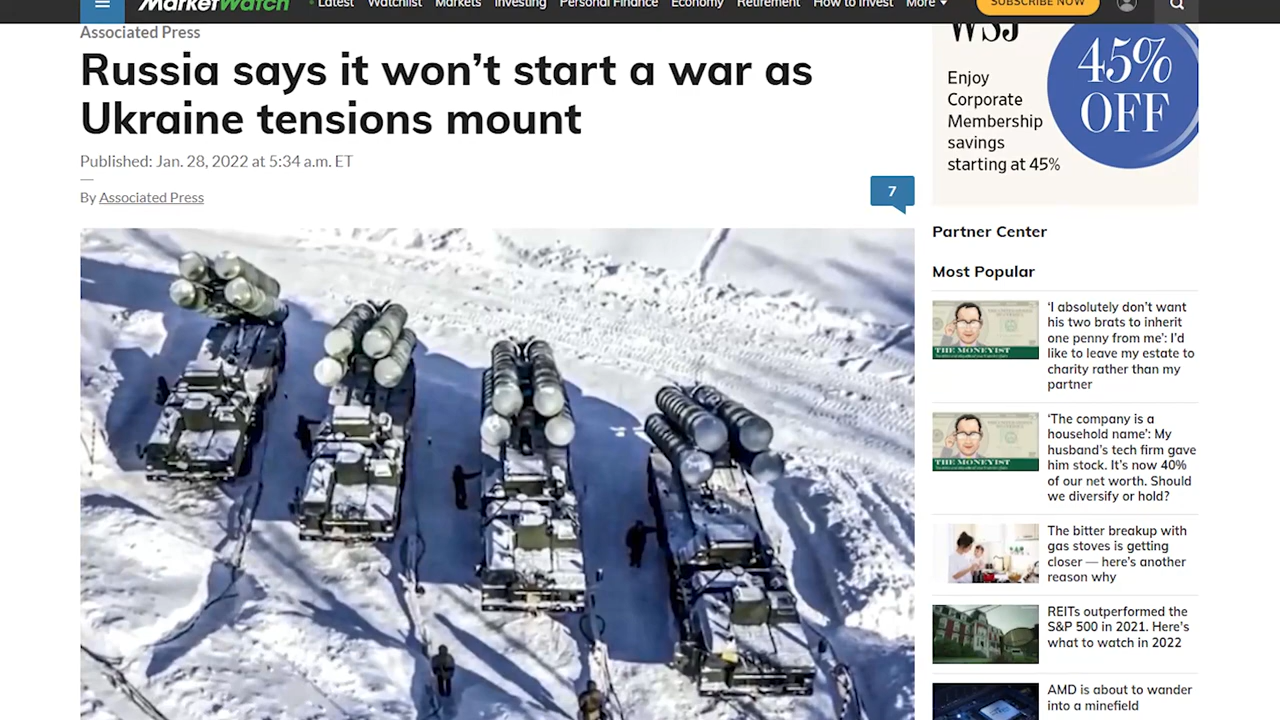 MarketWatch
Latest Watchlist Markets Investing Personal Finance Economy Retirement How to Invest More
SUBSCRIBE NOW
Associated Press
Russia says it won't start a war as
Ukraine tensions mount
Published: Jan. 28, 2022 at 5:34 a.m. ET
By Associated Press
7
WSJ
Enjoy
Corporate
Membership
savings
starting at 45%
45%
OFF
Partner Center
Most Popular
'I absolutely don't want
his two brats to inherit
one penny from me': I'd
like to leave my estate to
charity rather than my
partner
THE MONEYIST
'The company is a
household name': My
husband's tech firm gave
him stock. It's now 40%
of our net worth. Should
we diversify or hold?
THE MONEYIST
The bitter breakup with
gas stoves is getting
closer — here's another
reason why
REITs outperformed the
S&P 500 in 2021. Here's
what to watch in 2022
AMD is about to wander
into a minefield